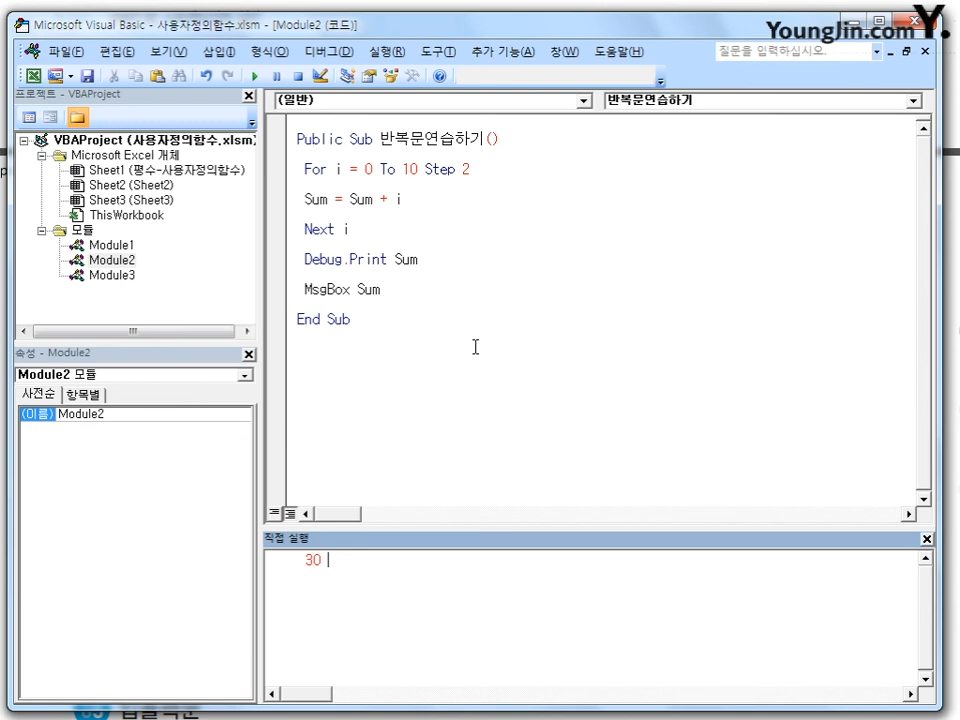 Microsoft Visual Basic - 사용자정의함수.xlsm - [Module2 (코드)]
Younglin.com Y.
파일(F) 편집(E) 보기(V) 삽입(I) 형식(O) 디버그(D) 실행(R) 도구(T) 추가 기능(A) 창(W) 도움말(H) 질문을 입력하십시오.
프로젝트 - VBAProject
(일반) 반복문연습하기
VBAProject (사용자정의함수.xlsm)
Microsoft Excel 개체
Sheet1 (평수-사용자정의함수)
Sheet2 (Sheet2)
Sheet3 (Sheet3)
ThisWorkbook
모듈
Module1
Module2
Module3
Public Sub 반복문연습하기()
For i = 0 To 10 Step 2
Sum = Sum + i
Next i
Debug.Print Sum
MsgBox Sum
End Sub
속성 - Module2
Module2 모듈
사전순 항목별
(이름) Module2
직접 실행
30